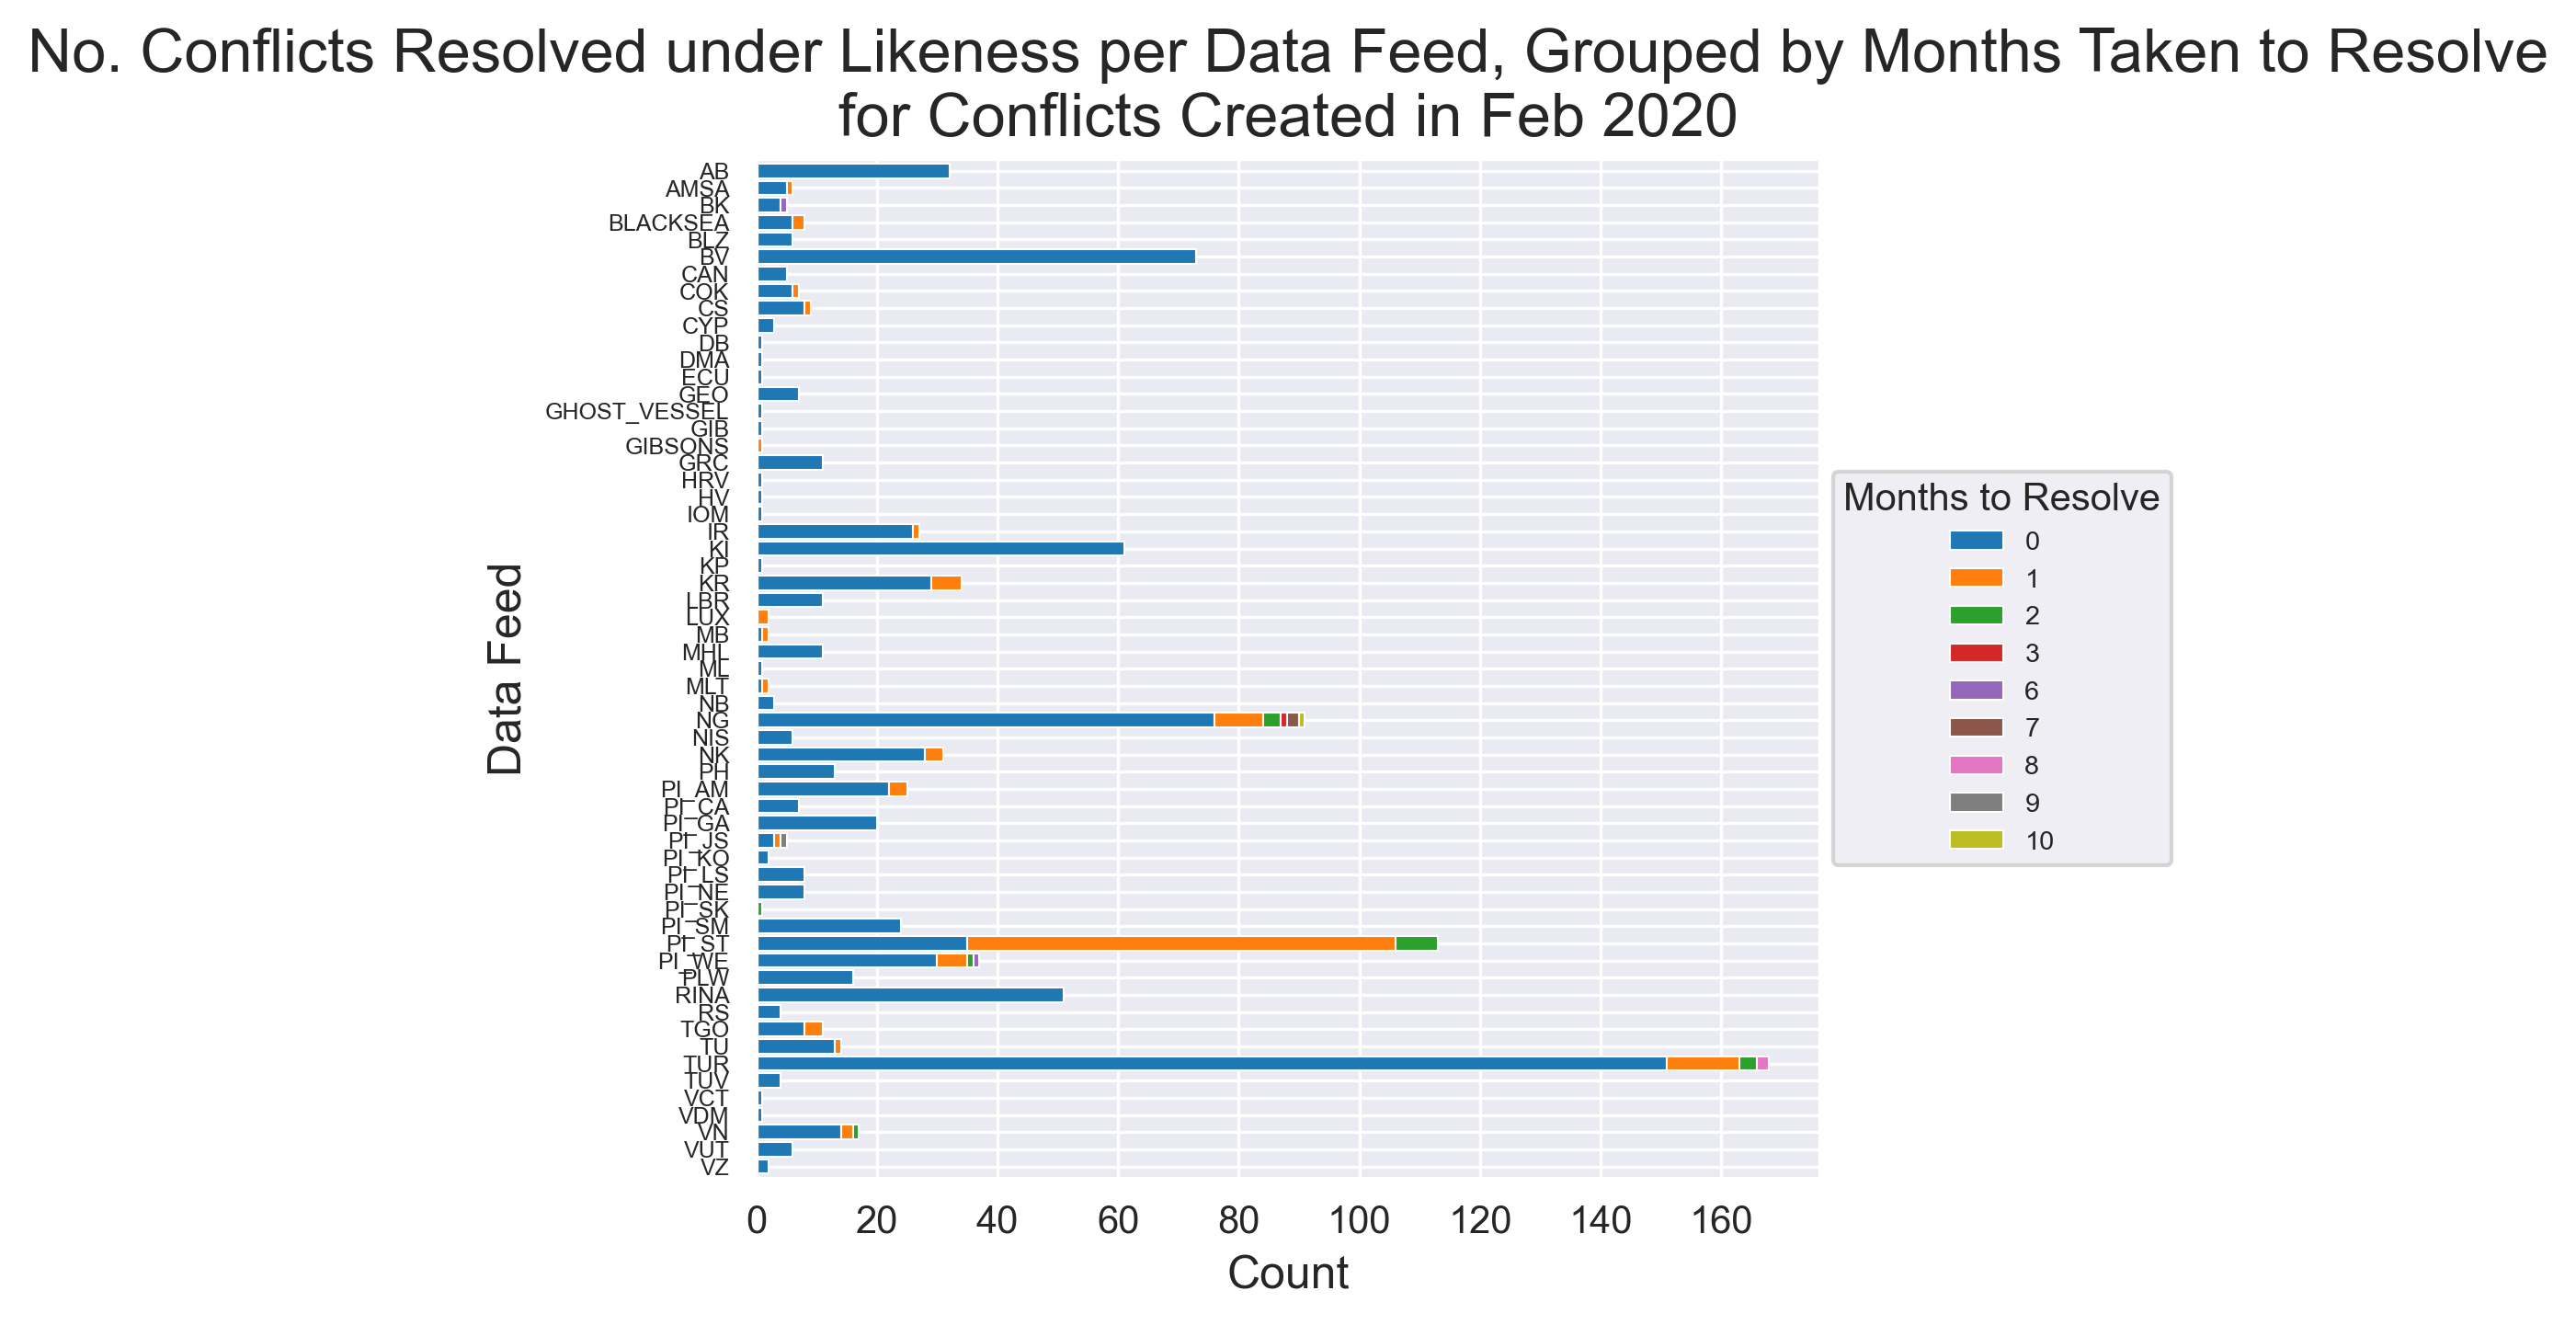 No. Conflicts Resolved under Likeness per Data Feed, Grouped by Months Taken to Resolve
for Conflicts Created in Feb 2020
AB
AMSA
BK
BLACKSEA
BLZ
BV
CAN
COK
CS
CYP
DB
DMA
ECU
GEO
GHOST_VESSEL
GIB
GIBSONS
GRC
HRV
HV
IOM
IR
KI
KP
KR
LBR
LUX
MB
MHL
ML
MLT
NB
NG
NIS
NK
PH
PI_AM
PI_CA
PI_GA
PI_JS
PI_KO
PI_LS
PI_NE
PI_SK
PI_SM
PI_ST
PI_WE
PLW
RINA
RS
TGO
TU
TUR
TUV
VCT
VDM
VN
VUT
VZ
Data Feed
0 20 40 60 80 100 120 140 160
Count
Months to Resolve
0
1
2
3
6
7
8
9
10